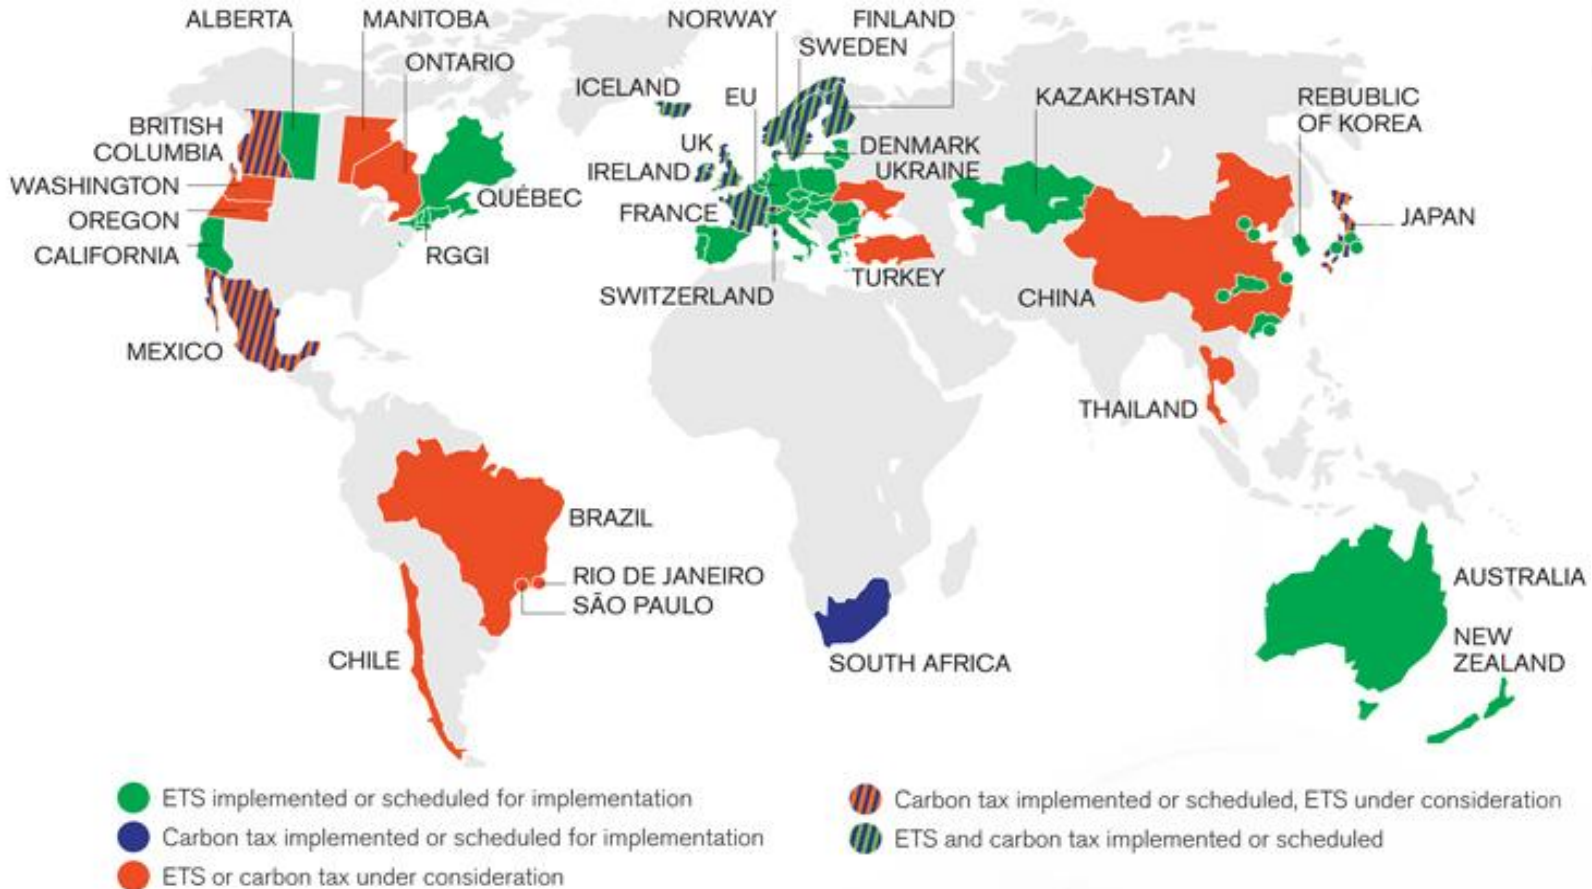 ALBERTA
MANITOBA
ONTARIO
BRITISH
COLUMBIA
WASHINGTON
OREGON
CALIFORNIA
QUÉBEC
RGGI
MEXICO
NORWAY
FINLAND
SWEDEN
ICELAND
EU
UK
DENMARK
IRELAND
UKRAINE
FRANCE
SWITZERLAND
TURKEY
KAZAKHSTAN
REBUBLIC
OF KOREA
JAPAN
CHINA
THAILAND
BRAZIL
RIO DE JANEIRO
SÃO PAULO
CHILE
SOUTH AFRICA
AUSTRALIA
NEW
ZEALAND
ETS implemented or scheduled for implementation
Carbon tax implemented or scheduled for implementation
ETS or carbon tax under consideration
Carbon tax implemented or scheduled, ETS under consideration
ETS and carbon tax implemented or scheduled